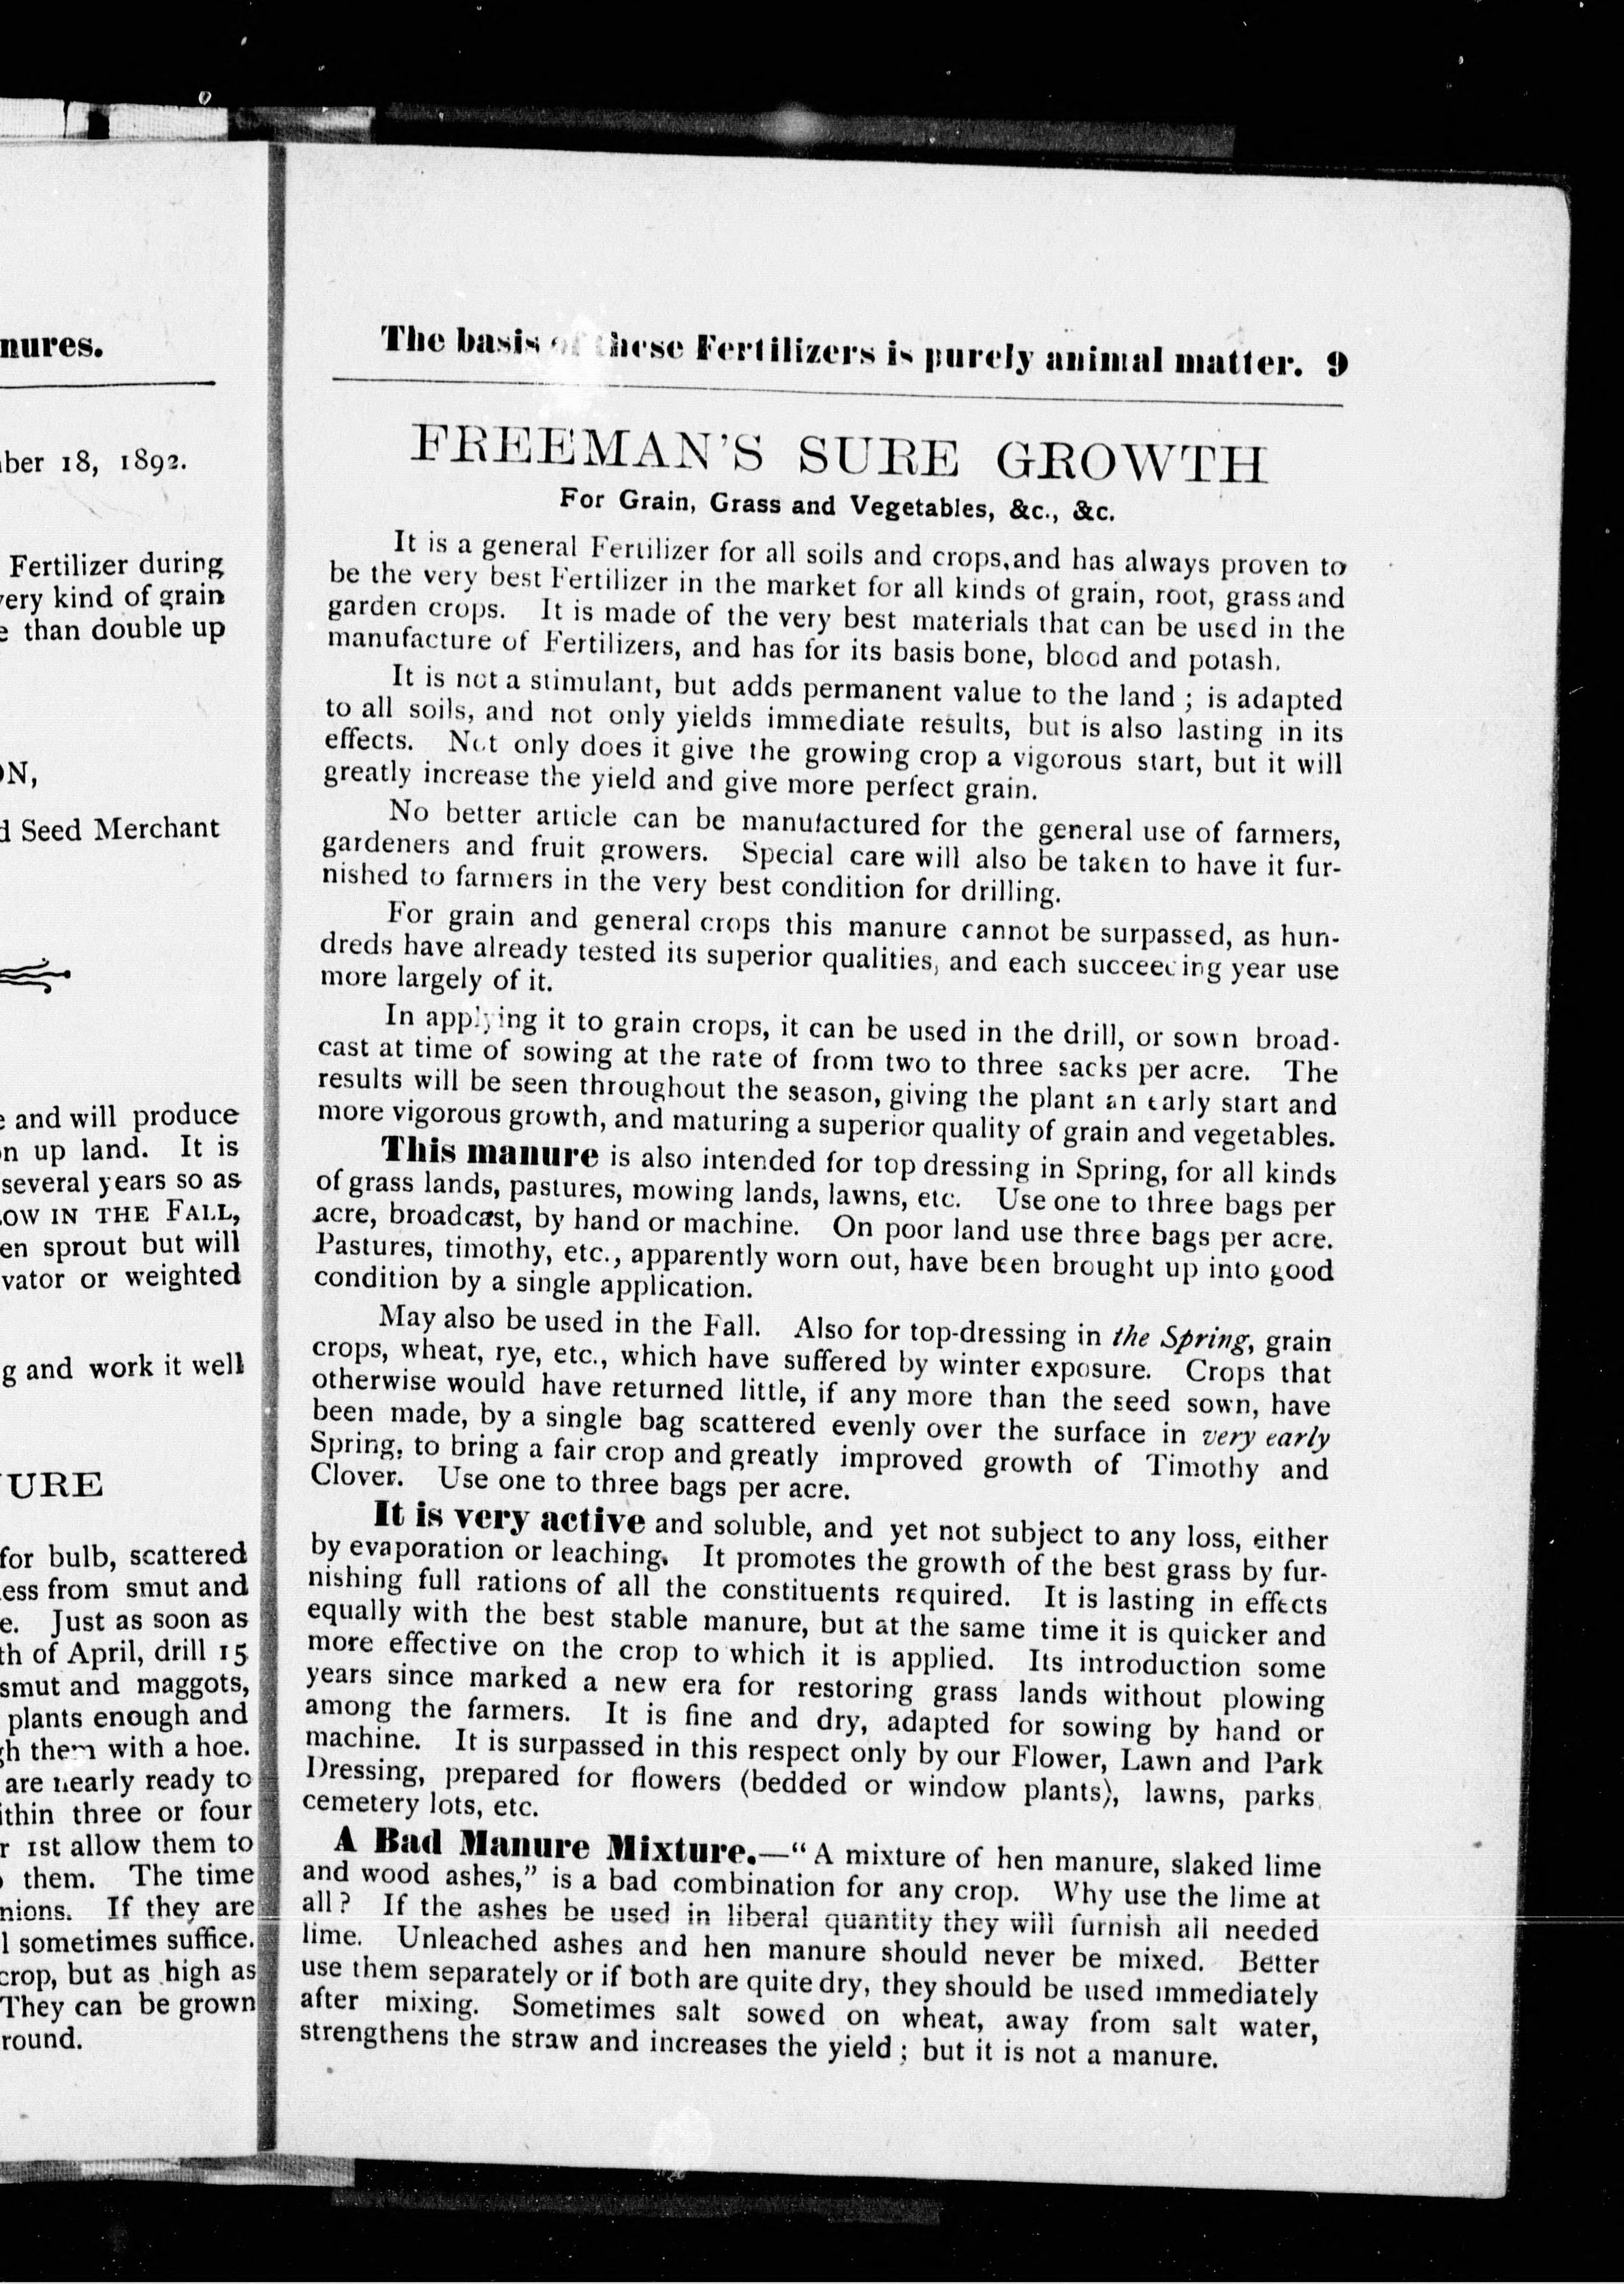 nures.
ber 18, 1892.
Fertilizer during
very kind of grain
than double up
ON,
d Seed Merchant
and will produce
n up land. It is
several years so as
OW IN THE FALL,
en sprout but will
vator or weighted
g and work it well
URE
for bulb, scattered
ess from smut and
e. Just as soon as
th of April, drill 15
smut and maggots,
plants enough and
gh them with a hoe.
are nearly ready to
ithin three or four
r 1st allow them to
them. The time
nions. If they are
l sometimes suffice.
crop, but as high as
They can be grown
round.
The basis of these Fertilizers is purely animal matter. 9
FREEMAN'S SURE GROWTH
For Grain, Grass and Vegetables, &c., &c.
It is a general Fertilizer for all soils and crops, and has always proven to
be the very best Fertilizer in the market for all kinds of grain, root, grass and
garden crops. It is made of the very best materials that can be used in the
manufacture of Fertilizers, and has for its basis bone, blood and potash.
It is not a stimulant, but adds permanent value to the land ; is adapted
to all soils, and not only yields immediate results, but is also lasting in its
effects. Not only does it give the growing crop a vigorous start, but it will
greatly increase the yield and give more perfect grain.
No better article can be manufactured for the general use of farmers,
gardeners and fruit growers. Special care will also be taken to have it fur-
nished to farmers in the very best condition for drilling.
For grain and general crops this manure cannot be surpassed, as hun-
dreds have already tested its superior qualities, and each succeeding year use
more largely of it.
In applying it to grain crops, it can be used in the drill, or sown broad-
cast at time of sowing at the rate of from two to three sacks per acre. The
results will be seen throughout the season, giving the plant an early start and
more vigorous growth, and maturing a superior quality of grain and vegetables.
This manure is also intended for top dressing in Spring, for all kinds
of grass lands, pastures, mowing lands, lawns, etc. Use one to three bags per
acre, broadcast, by hand or machine. On poor land use three bags per acre.
Pastures, timothy, etc., apparently worn out, have been brought up into good
condition by a single application.
May also be used in the Fall. Also for top-dressing in the Spring, grain
crops, wheat, rye, etc., which have suffered by winter exposure. Crops that
otherwise would have returned little, if any more than the seed sown, have
been made, by a single bag scattered evenly over the surface in very early
Spring, to bring a fair crop and greatly improved growth of Timothy and
Clover. Use one to three bags per acre.
It is very active and soluble, and yet not subject to any loss, either
by evaporation or leaching. It promotes the growth of the best grass by fur-
nishing full rations of all the constituents required. It is lasting in effects
equally with the best stable manure, but at the same time it is quicker and
more effective on the crop to which it is applied. Its introduction some
years since marked a new era for restoring grass lands without plowing
among the farmers. It is fine and dry, adapted for sowing by hand or
machine. It is surpassed in this respect only by our Flower, Lawn and Park
Dressing, prepared for flowers (bedded or window plants), lawns, parks,
cemetery lots, etc.
A Bad Manure Mixture.—“A mixture of hen manure, slaked lime
and wood ashes,” is a bad combination for any crop. Why use the lime at
all? If the ashes be used in liberal quantity they will furnish all needed
lime. Unleached ashes and hen manure should never be mixed. Better
use them separately or if both are quite dry, they should be used immediately
after mixing. Sometimes salt sowed on wheat, away from salt water,
strengthens the straw and increases the yield ; but it is not a manure.